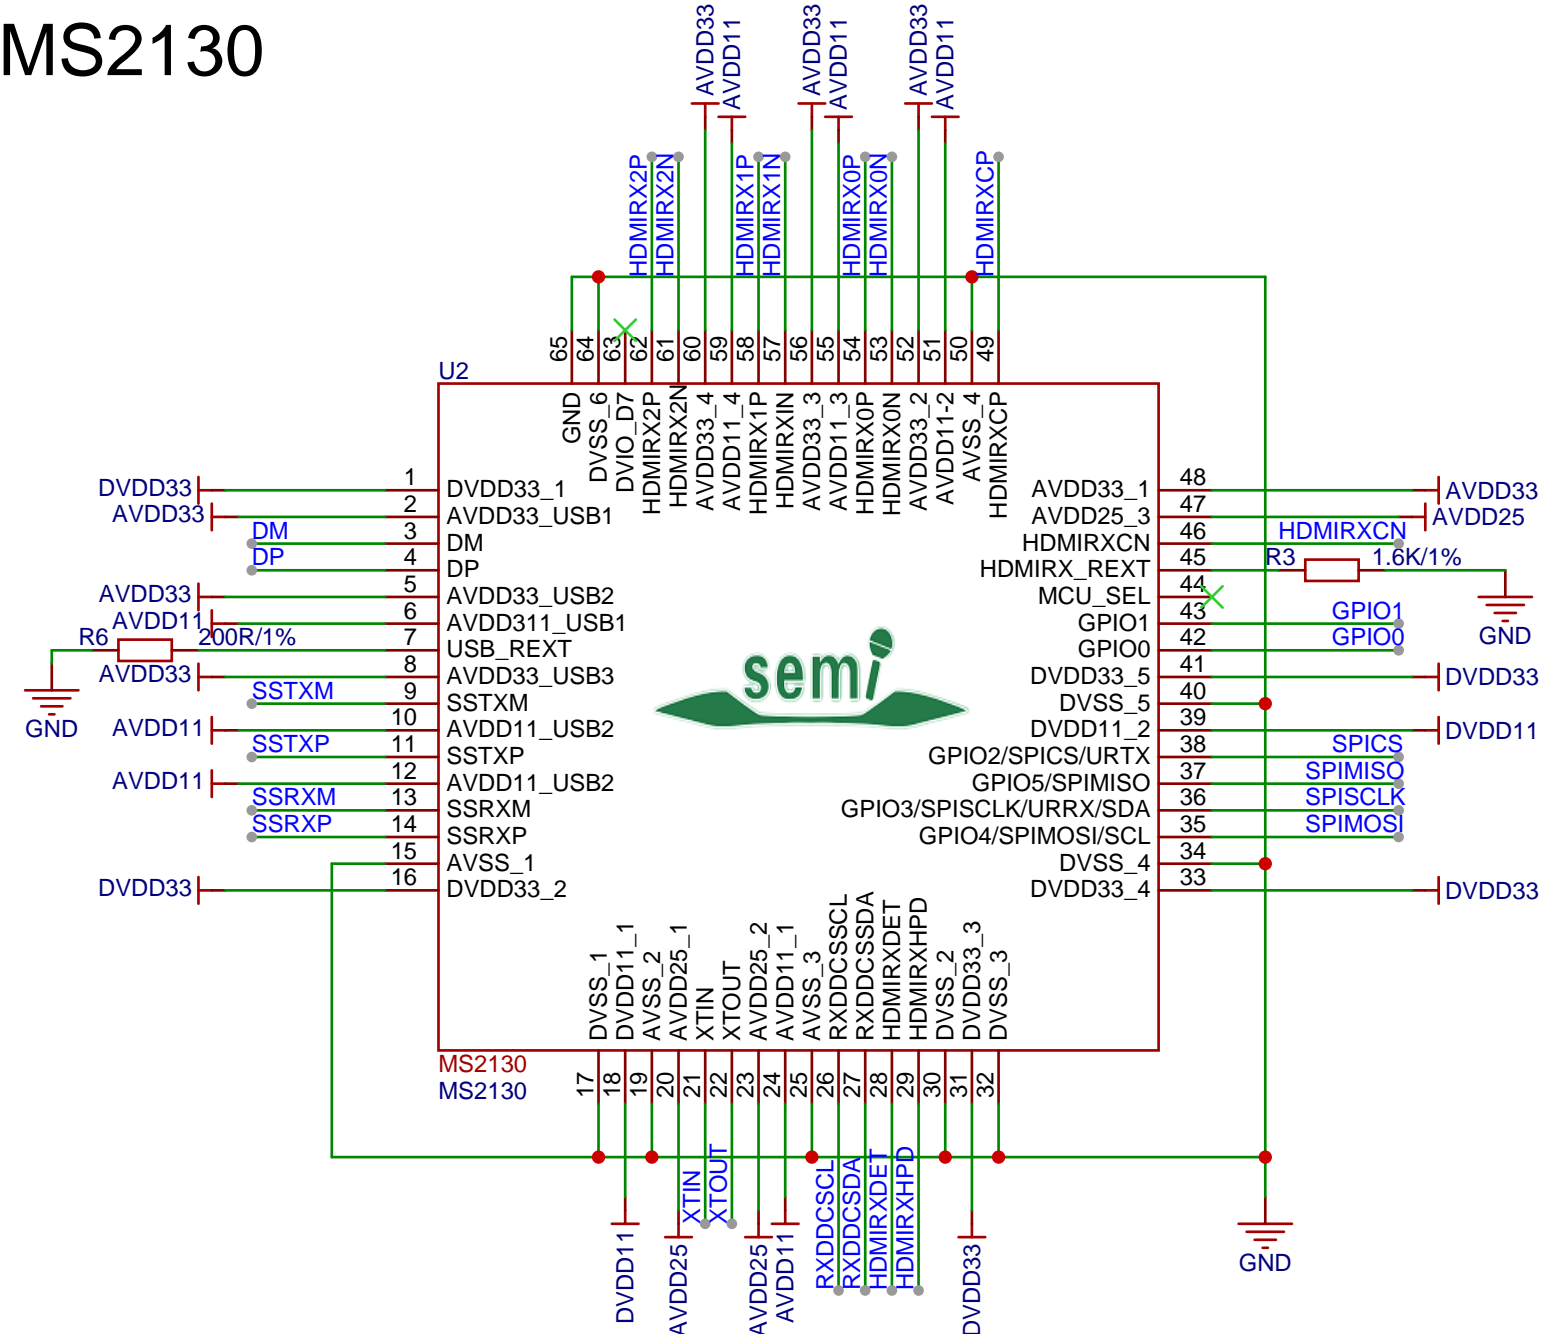 MS2130
AVDD33
AVDD11
AVDD33
AVDD11
AVDD33
AVDD11
HDMIRX2P
HDMIRX2N
HDMIRX1P
HDMIRX1N
HDMIRX0P
HDMIRX0N
HDMIRXCP
65
64
63
62
61
60
59
58
57
56
55
54
53
52
51
50
49
U2
GND
DVSS_6
DVIO_D7
HDMIRX2P
HDMIRX2N
AVDD33_4
AVDD11_4
HDMIRX1P
HDMIRXIN
AVDD33_3
AVDD11_3
HDMIRX0P
HDMIRX0N
AVDD33_2
AVDD11-2
AVSS_4
HDMIRXCP
DVDD33 1 DVDD33_1
AVDD33 2 AVDD33_USB1
DM 3 DM
DP 4 DP
AVDD33 5 AVDD33_USB2
AVDD11 6 AVDD311_USB1
R6 200R/1% 7 USB_REXT
AVDD33 8 AVDD33_USB3
SSTXM 9 SSTXM
GND
AVDD11 10 AVDD11_USB2
SSTXP 11 SSTXP
AVDD11 12 AVDD11_USB2
SSRXM 13 SSRXM
SSRXP 14 SSRXP
15 AVSS_1
DVDD33 16 DVDD33_2
semi
AVDD33_1 48 AVDD33
AVDD25_3 47 AVDD25
HDMIRXCN 46 HDMIRXCN
HDMIRX_REXT 45 R3 1.6K/1%
MCU_SEL 44
GPIO1 43 GPIO1
GPIO0 42 GPIO0
GND
DVDD33_5 41 DVDD33
DVSS_5 40
DVDD11_2 39 DVDD11
GPIO2/SPICS/URTX 38 SPICS
GPIO5/SPIMISO 37 SPIMISO
GPIO3/SPISCLK/URRX/SDA 36 SPISCLK
GPIO4/SPIMOSI/SCL 35 SPIMOSI
DVSS_4 34
DVDD33_4 33 DVDD33
DVSS_1
DVDD11_1
AVSS_2
AVDD25_1
XTIN
XTOUT
AVDD25_2
AVDD11_1
AVSS_3
RXDDCSSCL
RXDDCSSDA
HDMIRXDET
HDMIRXHPD
DVSS_2
DVDD33_3
DVSS_3
MS2130
MS2130
17
18
19
20
21
22
23
24
25
26
27
28
29
30
31
32
DVDD11
AVDD25
XTIN
XTOUT
AVDD25
AVDD11
RXDDCSCL
RXDDCSDA
HDMIRXDET
HDMIRXHPD
DVDD33
GND